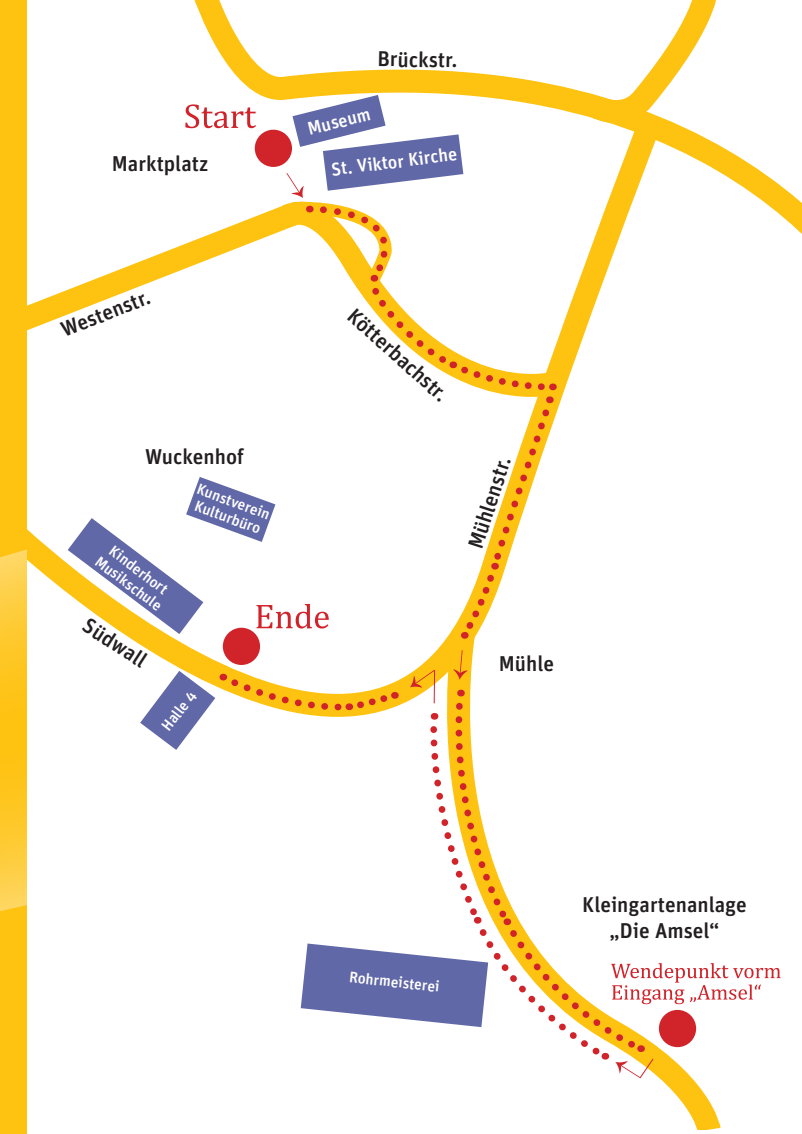 Brückstr.
Start
Museum
St. Viktor Kirche
Marktplatz
Westenstr.
Kötterbachstr.
Wuckenhof
Kunstverein
Kulturbüro
Mühlenstr.
Kinderhort
Musikschule
Ende
Südwall
Mühle
Halle 4
Kleingartenanlage
„Die Amsel“
Wendepunkt vorm
Eingang „Amsel“
Rohrmeisterei